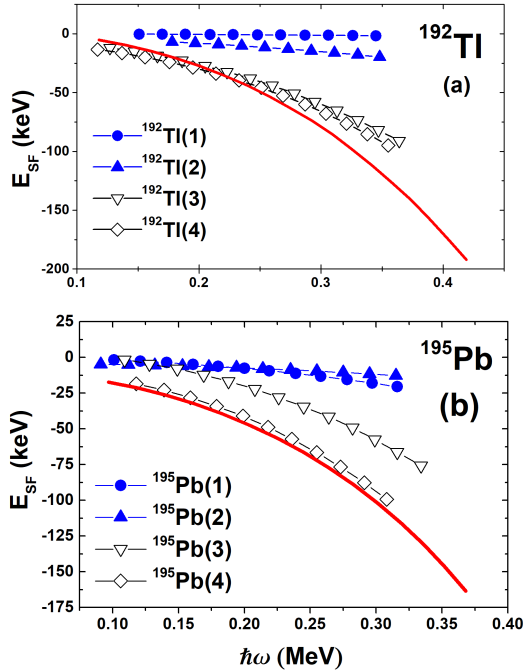 0
-50
-100
-150
-200
E_SF (keV)
¹⁹²Tl
(a)
¹⁹²Tl(1)
¹⁹²Tl(2)
¹⁹²Tl(3)
¹⁹²Tl(4)
0.1 0.2 0.3 0.4
25
0
-25
-50
-75
-100
-125
-150
-175
E_SF (keV)
¹⁹⁵Pb
(b)
¹⁹⁵Pb(1)
¹⁹⁵Pb(2)
¹⁹⁵Pb(3)
¹⁹⁵Pb(4)
0.10 0.15 0.20 0.25 0.30 0.35 0.40
ℏω (MeV)